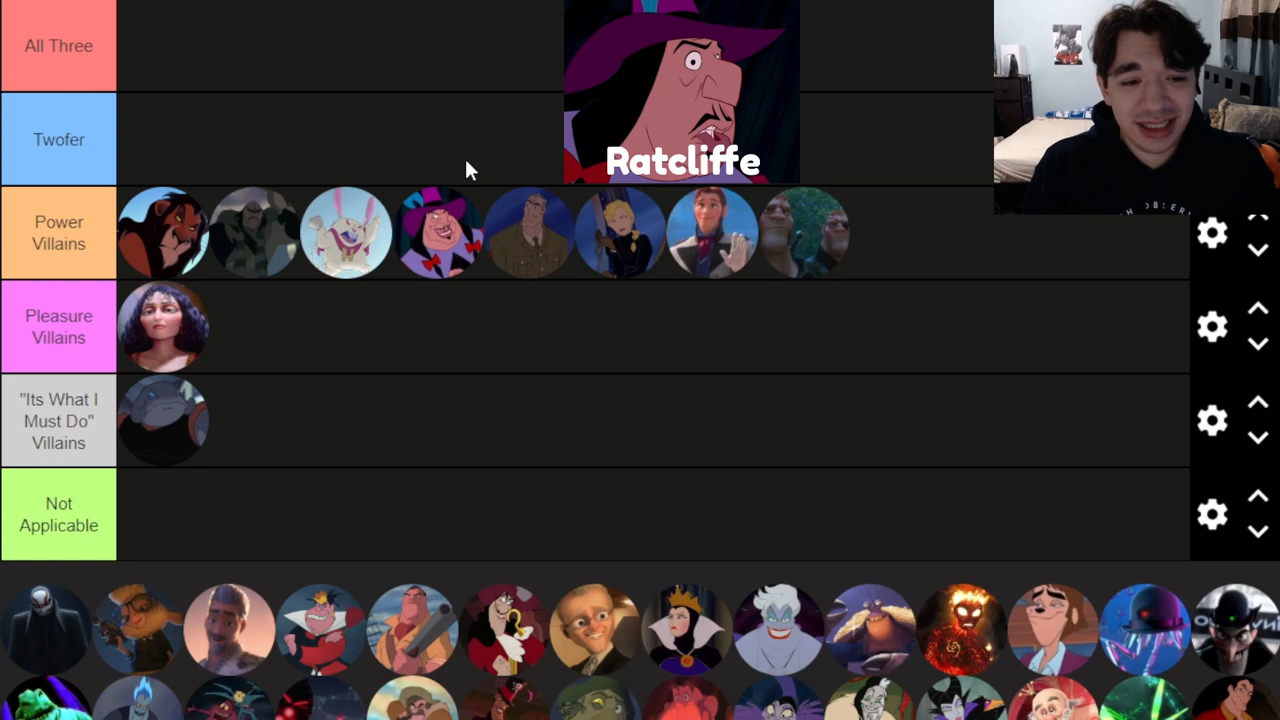 All Three
Twofer
Ratcliffe
Power
Villains
Pleasure
Villains
"Its What I
Must Do"
Villains
Not
Applicable